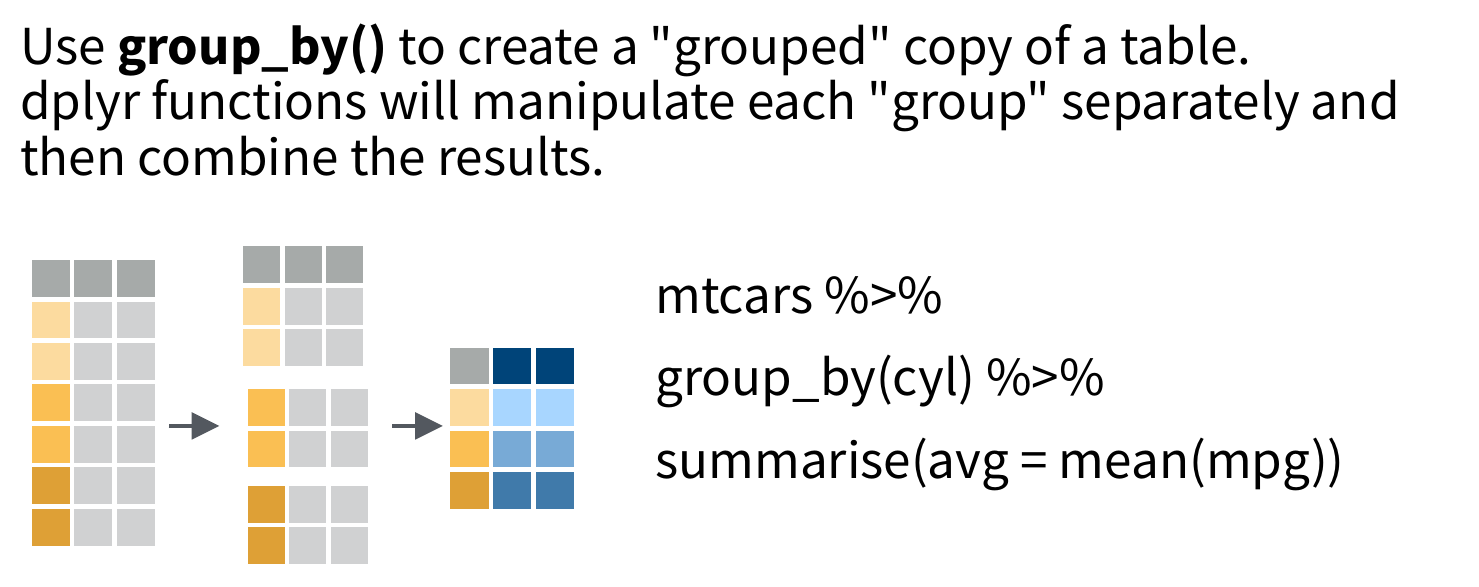 Use group_by() to create a "grouped" copy of a table.
dplyr functions will manipulate each "group" separately and
then combine the results.
mtcars %>%
group_by(cyl) %>%
summarise(avg = mean(mpg))